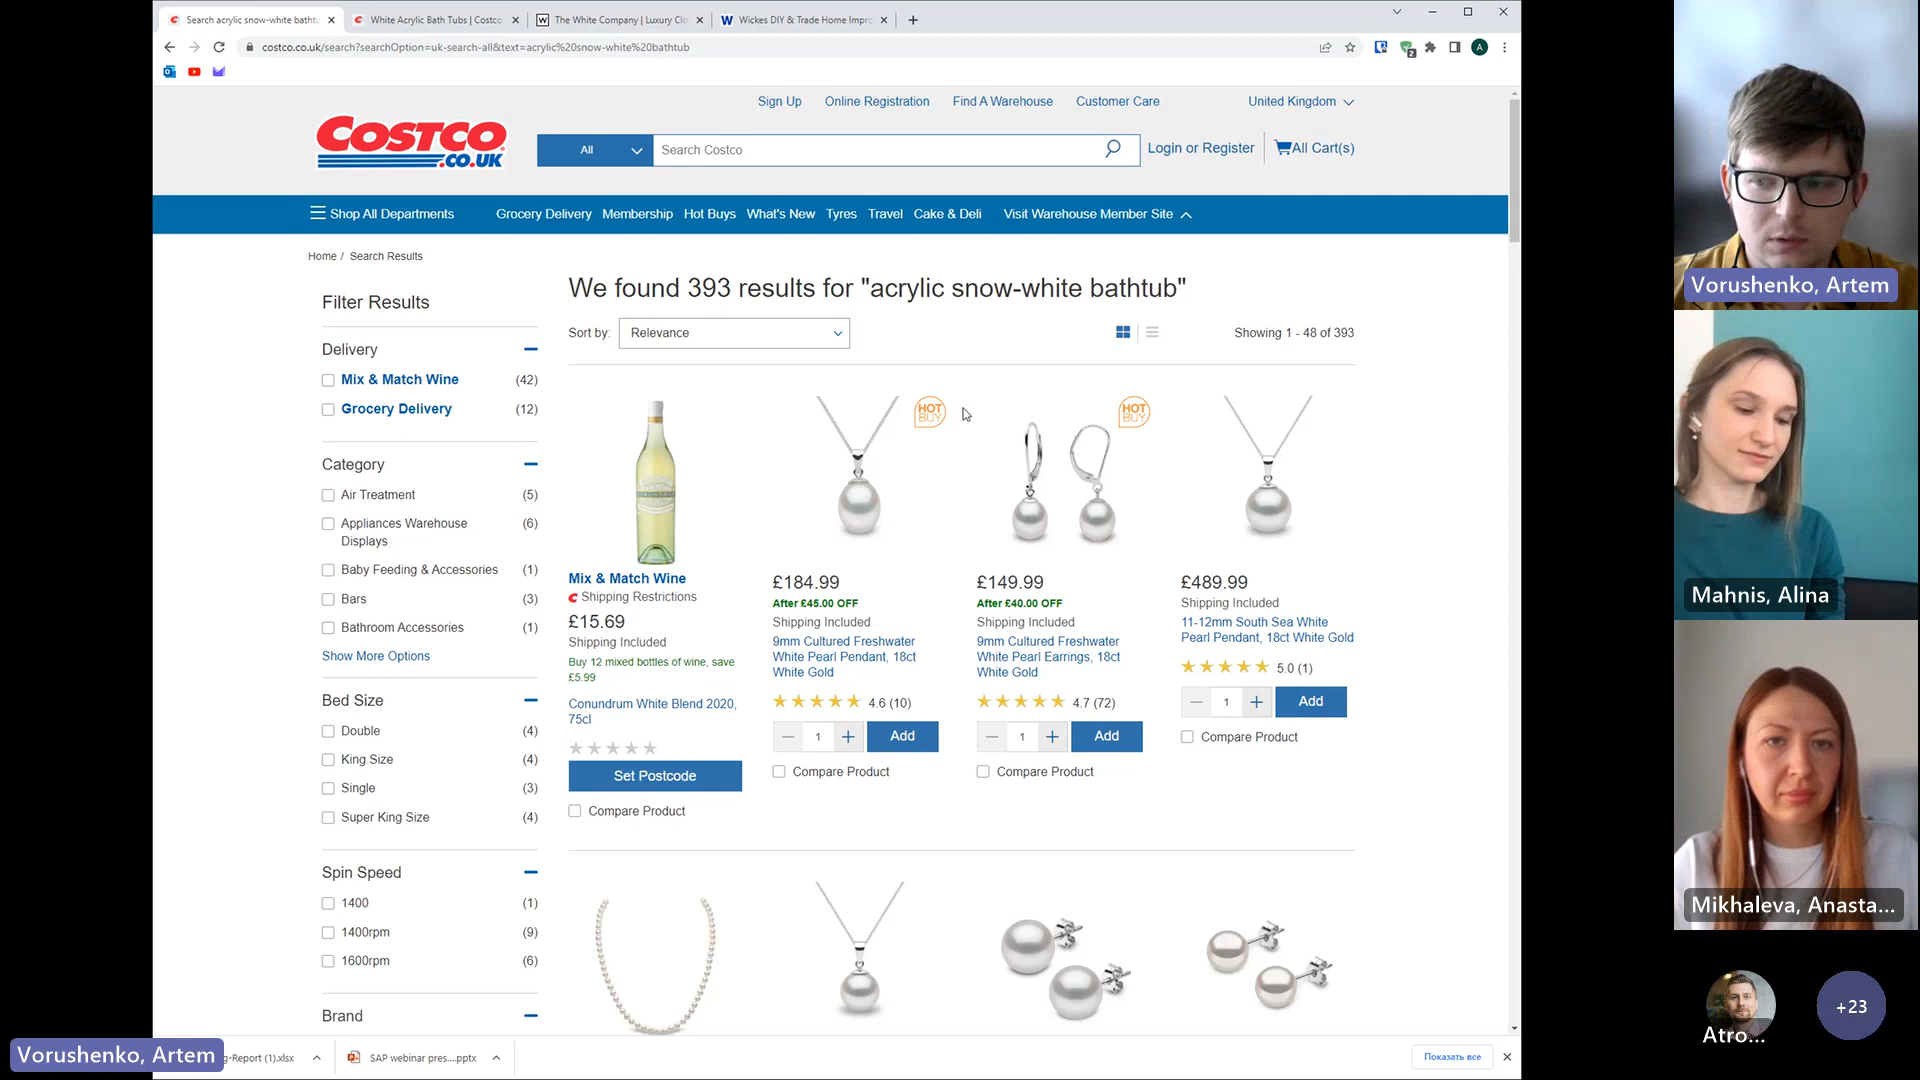 Search acrylic snow-white bathtu
White Acrylic Bath Tubs | Costco
The White Company | Luxury Clo
Wickes DIY & Trade Home Impro
costco.co.uk/search?searchOption=uk-search-all&text=acrylic%20snow-white%20bathtub
A
2
Sign Up
Online Registration
Find A Warehouse
Customer Care
United Kingdom
COSTCO
.CO.UK
All
Search Costco
Login or Register
All Cart(s)
Shop All Departments
Grocery Delivery
Membership
Hot Buys
What's New
Tyres
Travel
Cake & Deli
Visit Warehouse Member Site
Home / Search Results
Filter Results
Delivery
Mix & Match Wine (42)
Grocery Delivery (12)
Category
Air Treatment (5)
Appliances Warehouse (6)
Displays
Baby Feeding & Accessories (1)
Bars (3)
Bathroom Accessories (1)
Show More Options
Bed Size
Double (4)
King Size (4)
Single (3)
Super King Size (4)
Spin Speed
1400 (1)
1400rpm (9)
1600rpm (6)
Brand
We found 393 results for "acrylic snow-white bathtub"
Sort by: Relevance
Showing 1 - 48 of 393
Mix & Match Wine
Shipping Restrictions
£15.69
Shipping Included
Buy 12 mixed bottles of wine, save
£5.99
Conundrum White Blend 2020,
75cl
Set Postcode
Compare Product
HOT
BUY
£184.99
After £45.00 OFF
Shipping Included
9mm Cultured Freshwater
White Pearl Pendant, 18ct
White Gold
4.6 (10)
1
Add
Compare Product
HOT
BUY
£149.99
After £40.00 OFF
Shipping Included
9mm Cultured Freshwater
White Pearl Earrings, 18ct
White Gold
4.7 (72)
1
Add
Compare Product
£489.99
Shipping Included
11-12mm South Sea White
Pearl Pendant, 18ct White Gold
5.0 (1)
1
Add
Compare Product
Vorushenko, Artem
g-Report (1).xlsx
SAP webinar pres....pptx
Показать все
Vorushenko, Artem
Mahnis, Alina
Mikhaleva, Anasta...
Atro...
+23